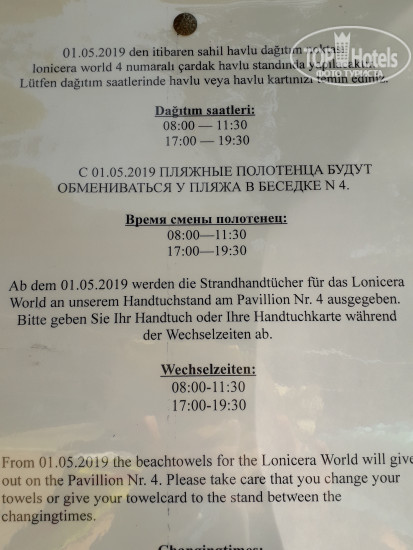 01.05.2019 den itibaren sahil havlu dağıtım
lonicera world 4 numaralı çardak havlu standında
Lütfen dağıtım saatlerinde havlu veya havlu kartınızı temin ediniz.
TOP Hotels
ФОТО ТУРИСТА
Dağıtım saatleri:
08:00 — 11:30
17:00 — 19:30
С 01.05.2019 ПЛЯЖНЫЕ ПОЛОТЕНЦА БУДУТ
ОБМЕНИВАТЬСЯ У ПЛЯЖА В БЕСЕДКЕ N 4.
Время смены полотенец:
08:00—11:30
17:00—19:30
Ab dem 01.05.2019 werden die Strandhandtücher für das Lonicera
World an unserem Handtuchstand am Pavillion Nr. 4 ausgegeben.
Bitte geben Sie Ihr Handtuch oder Ihre Handtuchkarte während
der Wechselzeiten ab.
Wechselzeiten:
08:00-11:30
17:00-19:30
From 01.05.2019 the beachtowels for the Lonicera World will give
out on the Pavillion Nr. 4. Please take care that you change your
towels or give your towelcard to the stand between the
changingtimes.
Changingtimes: